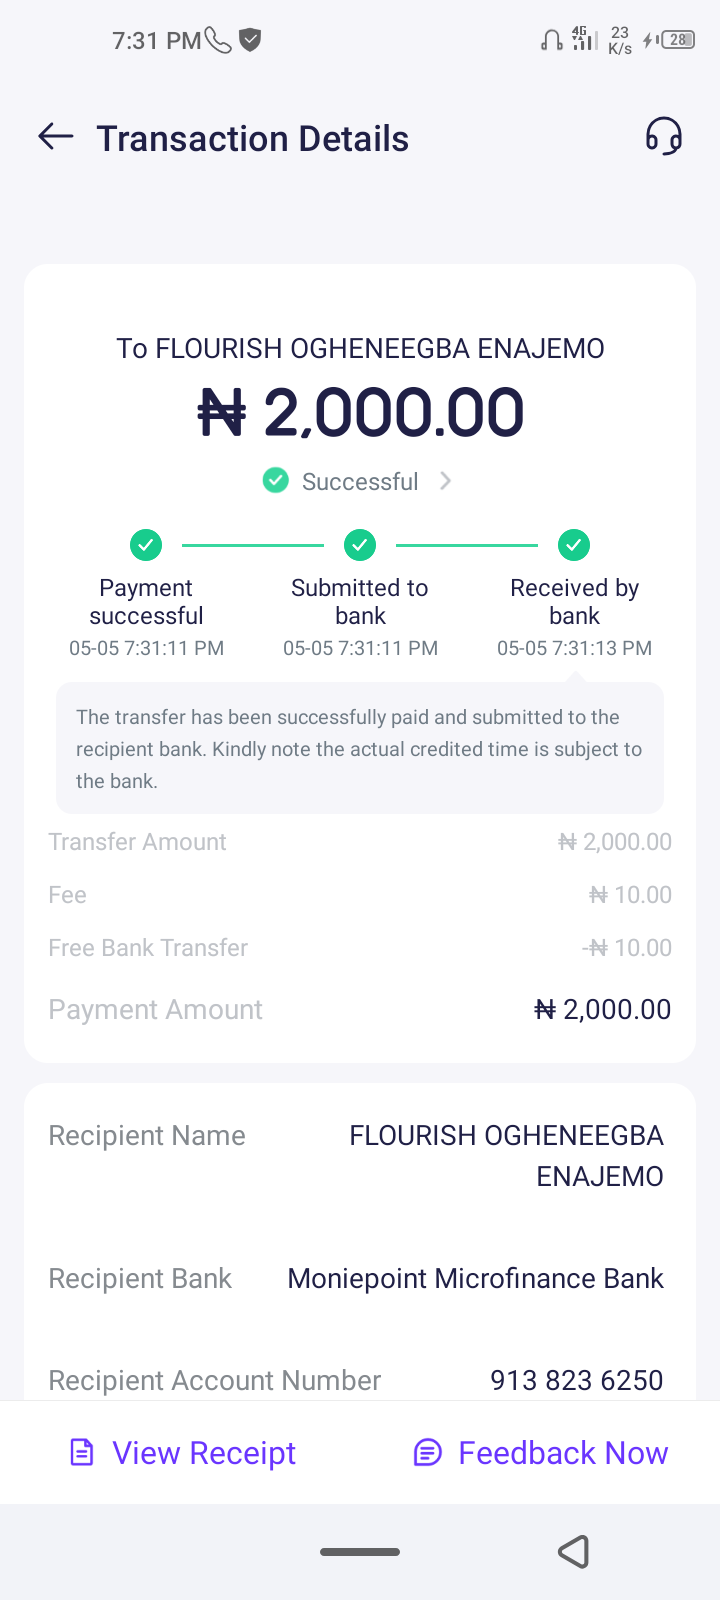 7:31 PM
4G
23
K/s
28
Transaction Details
To FLOURISH OGHENEEGBA ENAJEMO
₦ 2,000.00
Successful
Payment
successful
05-05 7:31:11 PM
Submitted to
bank
05-05 7:31:11 PM
Received by
bank
05-05 7:31:13 PM
The transfer has been successfully paid and submitted to the
recipient bank. Kindly note the actual credited time is subject to
the bank.
Transfer Amount ₦ 2,000.00
Fee ₦ 10.00
Free Bank Transfer -₦ 10.00
Payment Amount ₦ 2,000.00
Recipient Name FLOURISH OGHENEEGBA
ENAJEMO
Recipient Bank Moniepoint Microfinance Bank
Recipient Account Number 913 823 6250
View Receipt Feedback Now